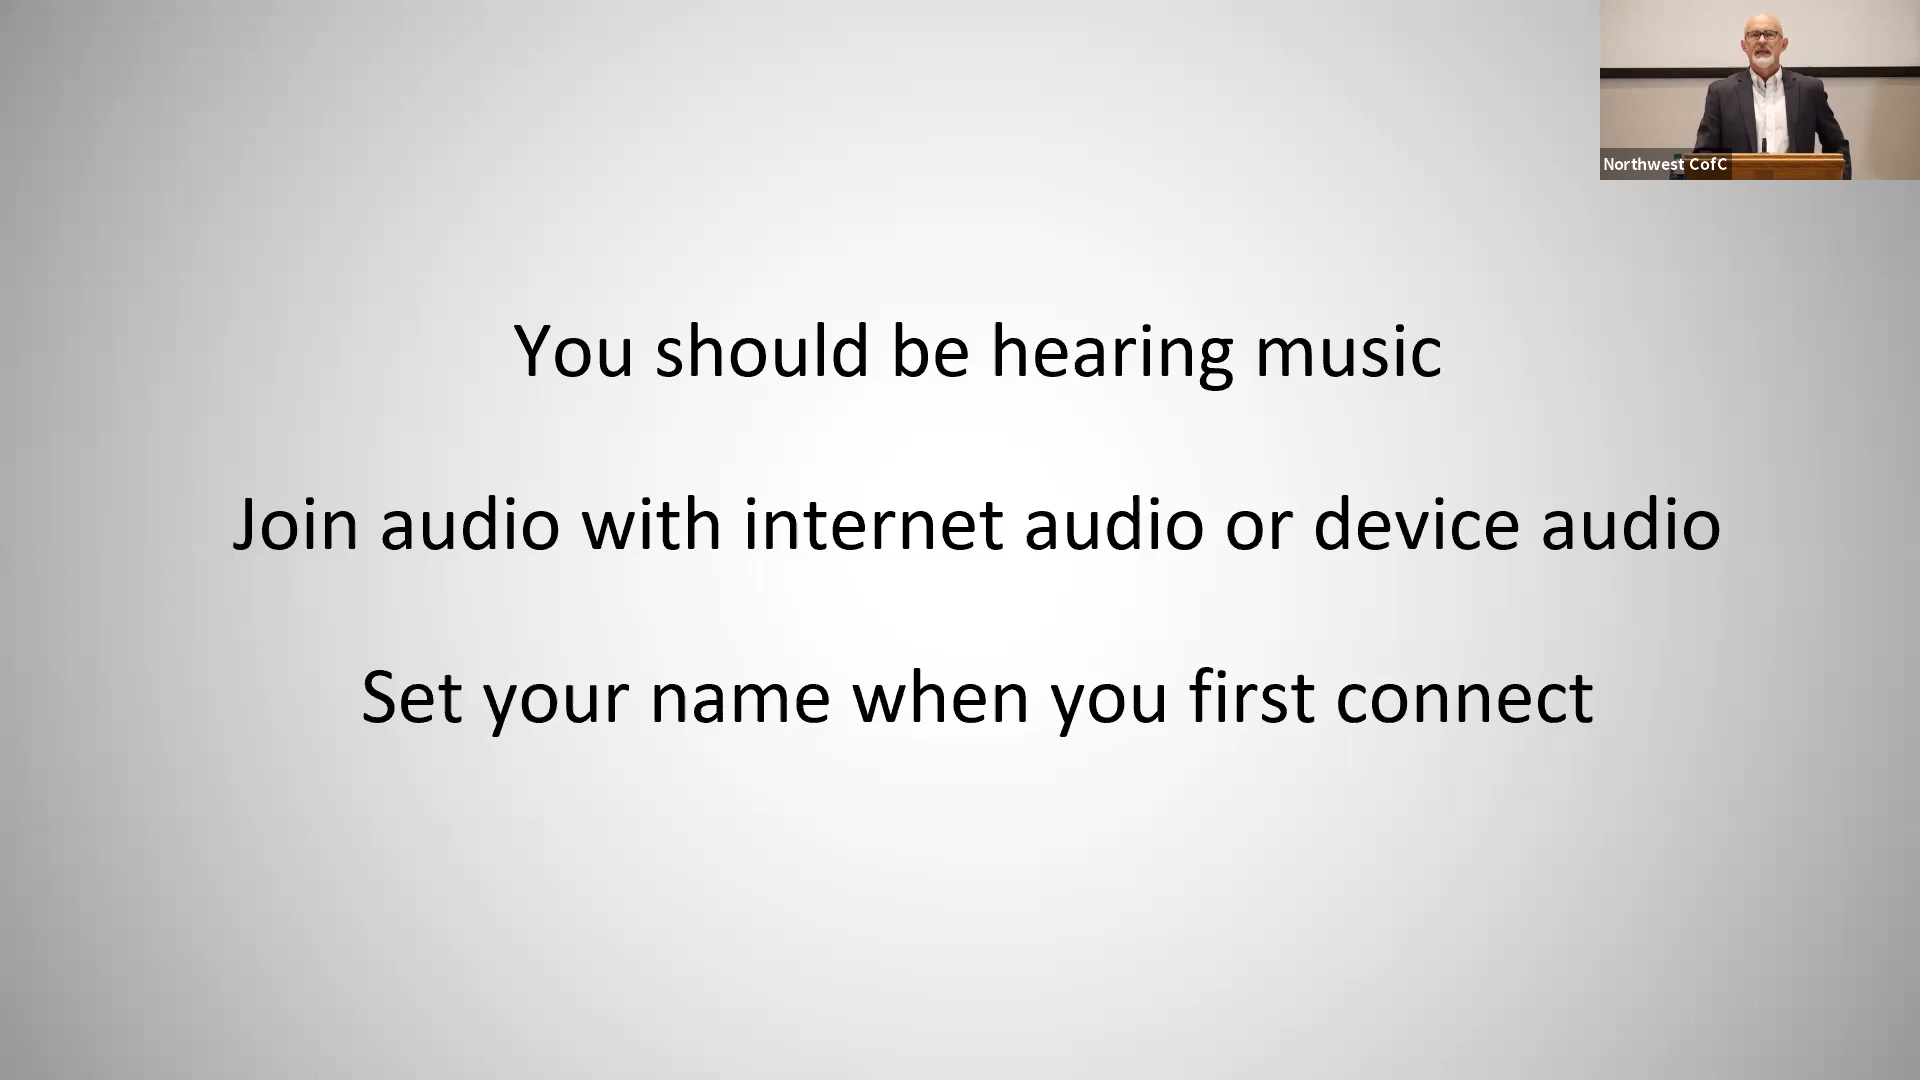 You should be hearing music
Join audio with internet audio or device audio
Set your name when you first connect
Northwest CofC